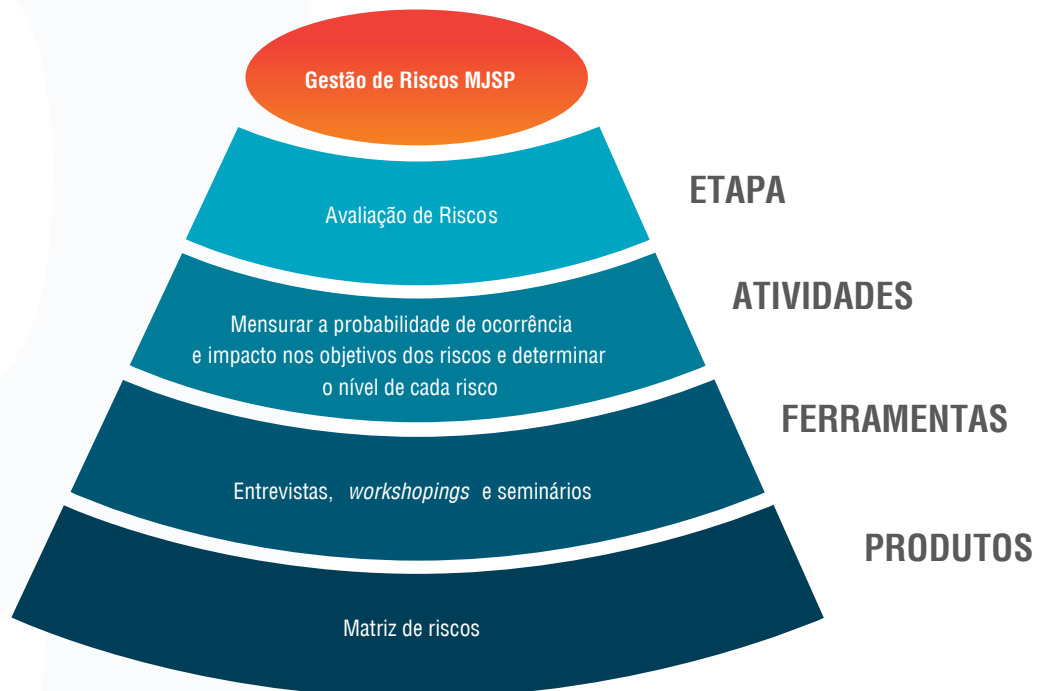 Gestão de Riscos MJSP
ETAPA
Avaliação de Riscos
ATIVIDADES
Mensurar a probabilidade de ocorrência
e impacto nos objetivos dos riscos e determinar
o nível de cada risco
FERRAMENTAS
Entrevistas, workshopings e seminários
PRODUTOS
Matriz de riscos